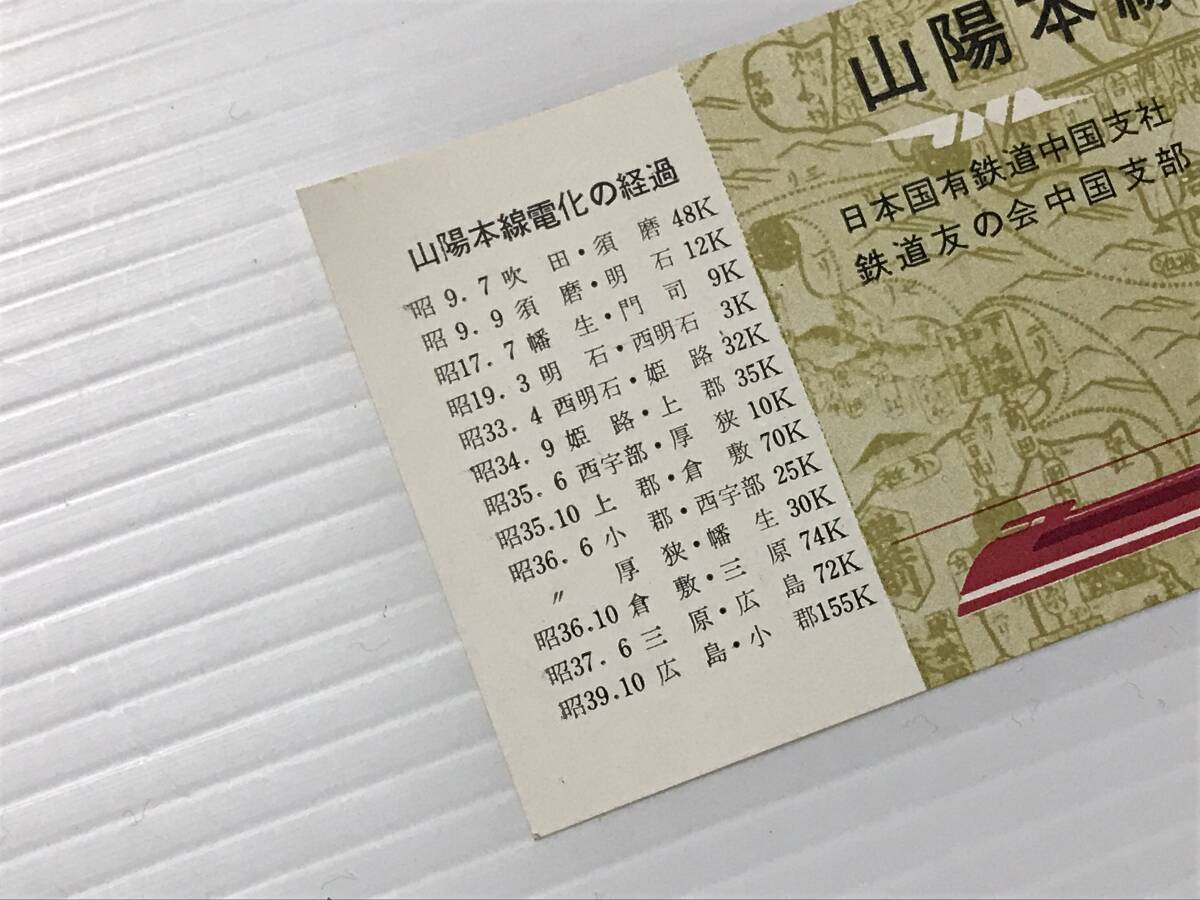 山陽本線電化の経過
昭 9. 7 吹田・須磨 48K
昭 9. 9 須磨・明石 12K
昭17. 7 幡生・門司 9K
昭19. 3 明石・西明石 3K
昭33. 4 西明石・姫路 32K
昭34. 9 姫路・上郡 35K
昭35. 6 西宇部・厚狭 10K
昭35.10 上郡・倉敷 70K
昭36. 6 小郡・西宇部 25K
〃 厚狭・幡生 30K
昭36.10 倉敷・三原 74K
昭37. 6 三原・広島 72K
昭39.10 広島・小郡 155K
山陽本線
日本国有鉄道中国支社
鉄道友の会中国支部